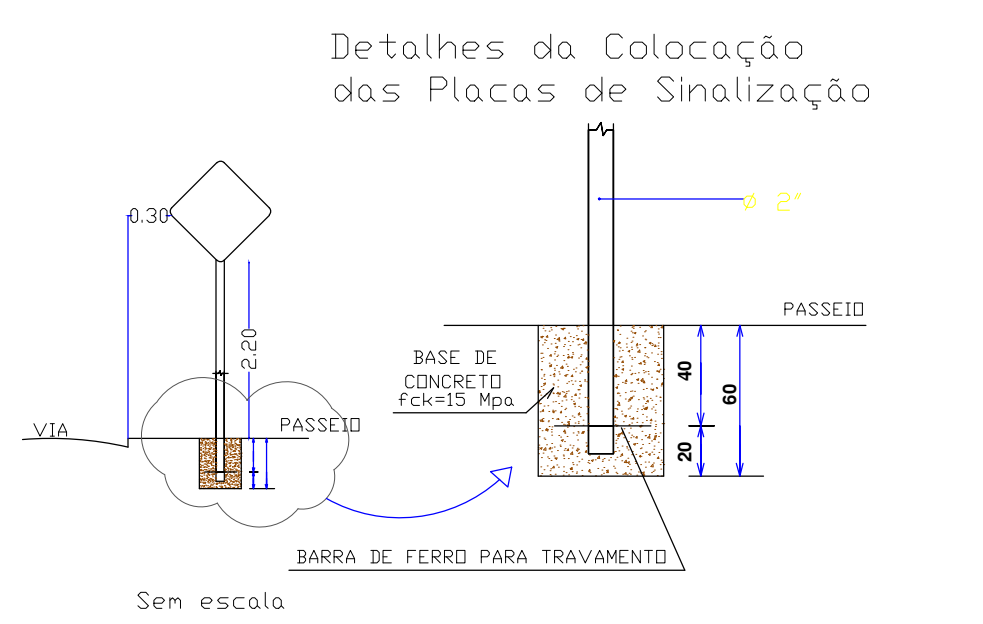 Detalhes da Colocação
das Placas de Sinalização
0.30
Ø 2"
2.20
PASSEIO
BASE DE
CONCRETO
fck=15 Mpa
40
60
20
VIA
PASSEIO
BARRA DE FERRO PARA TRAVAMENTO
Sem escala